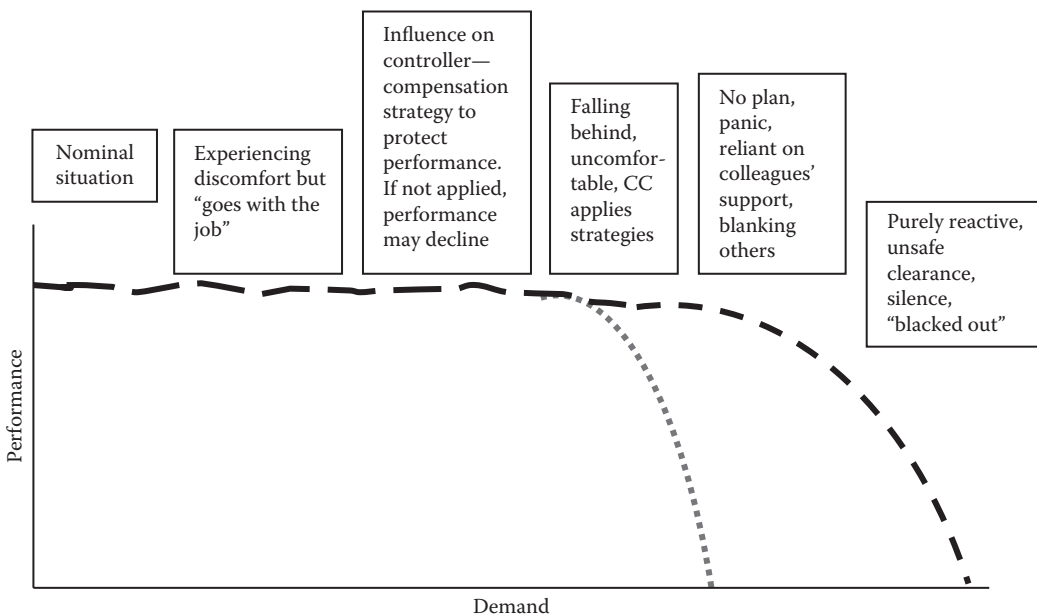 Nominal
situation
Experiencing
discomfort but
“goes with the
job”
Influence on
controller—
compensation
strategy to
protect
performance.
If not applied,
performance
may decline
Falling
behind,
uncomfor-
table, CC
applies
strategies
No plan,
panic,
reliant on
colleagues’
support,
blanking
others
Purely reactive,
unsafe
clearance,
silence,
“blacked out”
Performance
Demand